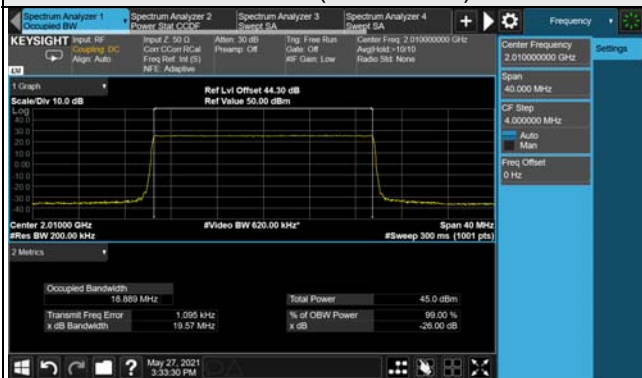 Spectrum Analyzer 1
Occupied BW
Spectrum Analyzer 2
Power Stat CCDF
Spectrum Analyzer 3
Swept SA
Spectrum Analyzer 4
Swept SA
Frequency
KEYSIGHT
Input: RF
Coupling: DC
Align: Auto
Input Z: 50 Ω
Corr CCorr RCal
Freq Ref: Int (S)
NFE: Adaptive
Atten: 30 dB
Preamp: Off
Trig: Free Run
Gate: Off
#IF Gain: Low
Center Freq: 2.010000000 GHz
Avg|Hold:>10/10
Radio Std: None
Center Frequency
2.010000000 GHz
Settings
Span
40.000 MHz
CF Step
4.000000 MHz
Auto
Man
Freq Offset
0 Hz
1 Graph
Scale/Div 10.0 dB
Ref Lvl Offset 44.30 dB
Ref Value 50.00 dBm
Log
40.0
30.0
20.0
10.0
0.00
-10.0
-20.0
-30.0
-40.0
Center 2.01000 GHz
#Res BW 200.00 kHz
#Video BW 620.00 kHz*
Span 40 MHz
#Sweep 300 ms (1001 pts)
2 Metrics
Occupied Bandwidth
16.889 MHz
Total Power 45.0 dBm
Transmit Freq Error 1.095 kHz
% of OBW Power 99.00 %
x dB Bandwidth 19.57 MHz
x dB -26.00 dB
?
May 27, 2021
3:33:30 PM